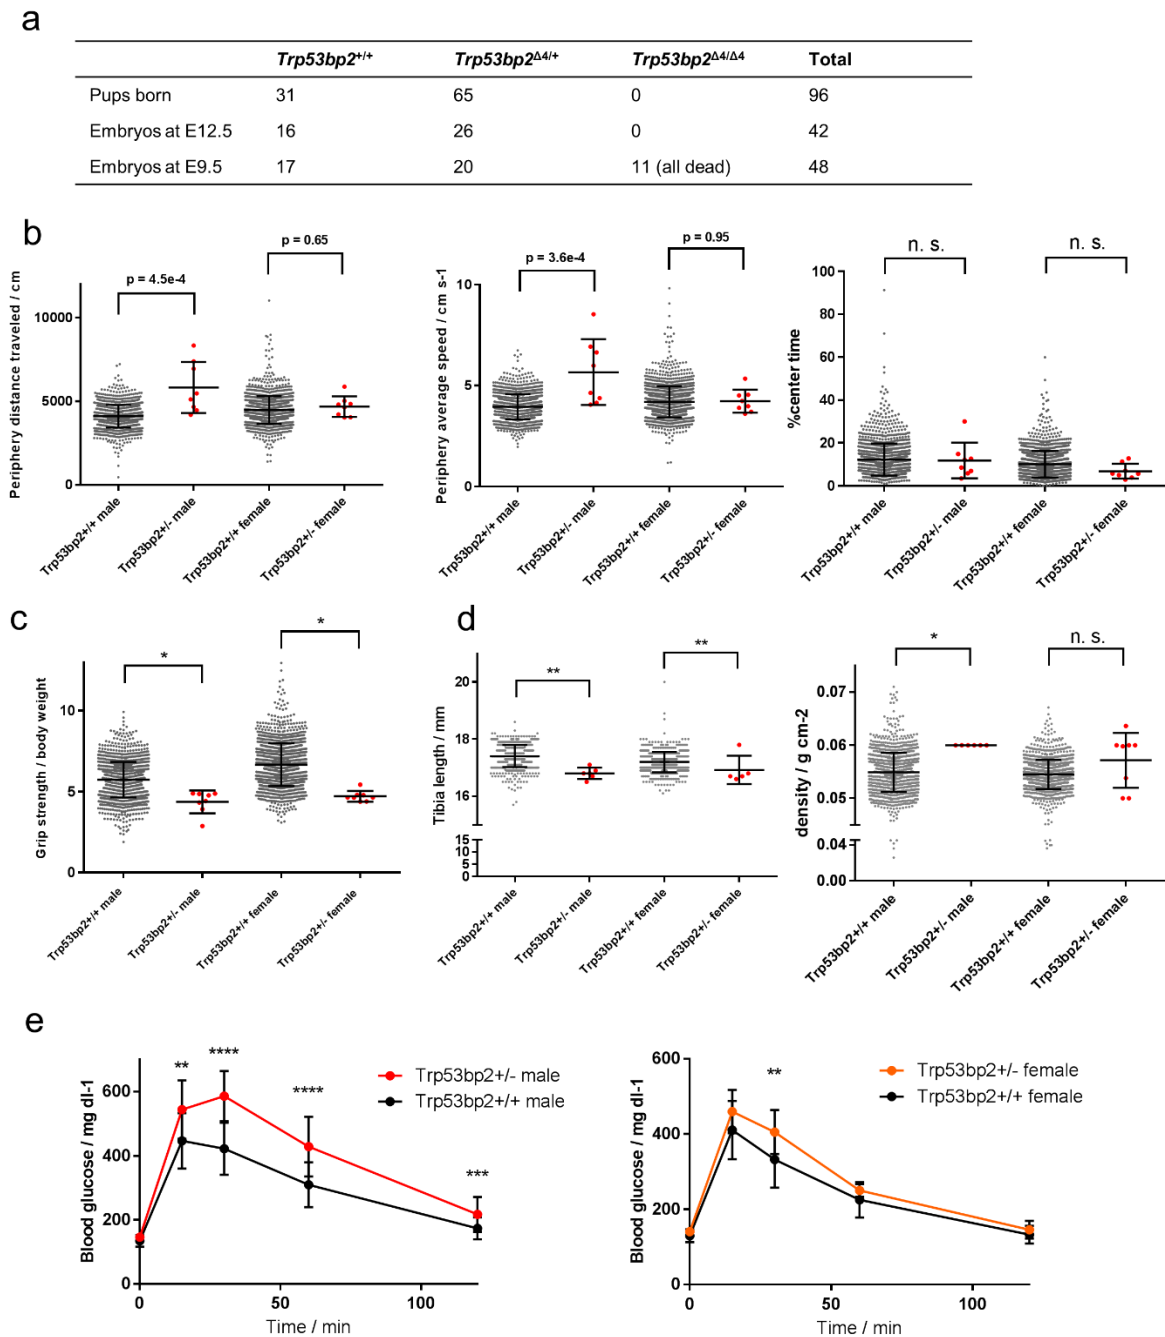 a
Trp53bp2+/+ Trp53bp2Δ4/+ Trp53bp2Δ4/Δ4 Total
Pups born 31 65 0 96
Embryos at E12.5 16 26 0 42
Embryos at E9.5 17 20 11 (all dead) 48
b
p = 4.5e-4
p = 0.65
Periphery distance traveled / cm
10000
5000
0
Trp53bp2+/+ male
Trp53bp2+/- male
Trp53bp2+/+ female
Trp53bp2+/- female
p = 3.6e-4
p = 0.95
Periphery average speed / cm s-1
10
5
0
Trp53bp2+/+ male
Trp53bp2+/- male
Trp53bp2+/+ female
Trp53bp2+/- female
n. s.
n. s.
%center time
100
80
60
40
20
0
Trp53bp2+/+ male
Trp53bp2+/- male
Trp53bp2+/+ female
Trp53bp2+/- female
c
*
*
Grip strength / body weight
10
5
0
Trp53bp2+/+ male
Trp53bp2+/- male
Trp53bp2+/+ female
Trp53bp2+/- female
d
**
**
Tibia length / mm
20
18
16
15
10
5
0
Trp53bp2+/+ male
Trp53bp2+/- male
Trp53bp2+/+ female
Trp53bp2+/- female
*
n. s.
density / g cm-2
0.07
0.06
0.05
0.04
0.00
Trp53bp2+/+ male
Trp53bp2+/- male
Trp53bp2+/+ female
Trp53bp2+/- female
e
** **** **** ***
Trp53bp2+/- male
Trp53bp2+/+ male
Blood glucose / mg dl-1
600
400
200
0
0 50 100
Time / min
**
Trp53bp2+/- female
Trp53bp2+/+ female
Blood glucose / mg dl-1
600
400
200
0
0 50 100
Time / min